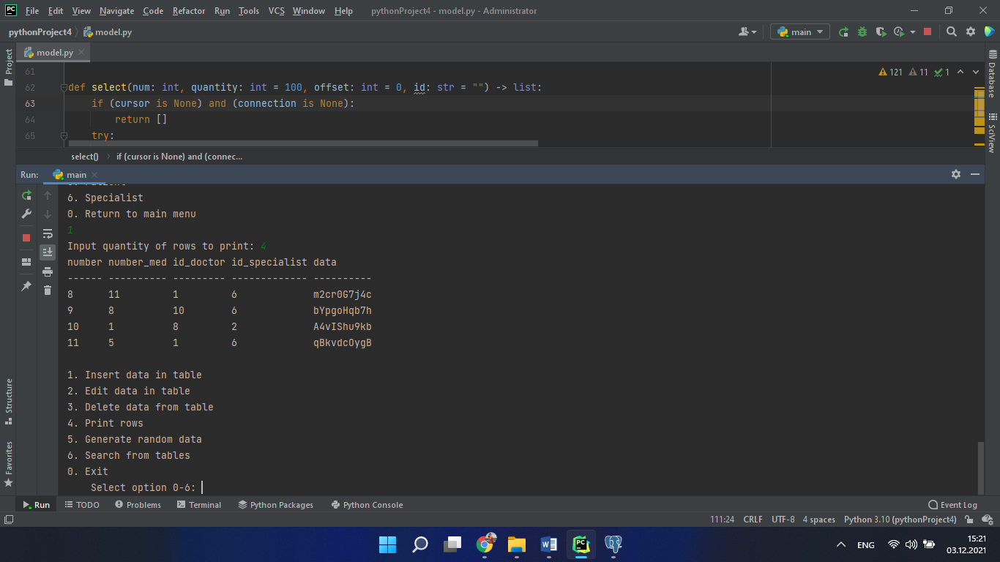 PC File Edit View Navigate Code Refactor Run Tools VCS Window Help pythonProject4 - model.py - Administrator
pythonProject4 model.py main
Project
model.py
61
62 def select(num: int, quantity: int = 100, offset: int = 0, id: str = "") -> list:
63 if (cursor is None) and (connection is None):
64 return []
65 try:
121 11 1
Database
SciView
select() if (cursor is None) and (connec...
Run: main
6. Specialist
0. Return to main menu
1
Input quantity of rows to print: 4
number number_med id_doctor id_specialist data
------ ---------- --------- ------------- ----------
8 11 1 6 m2cr0G7j4c
9 8 10 6 bYpgoHqb7h
10 1 8 2 A4vIShu9kb
11 5 1 6 qBkvdcOygB
1. Insert data in table
2. Edit data in table
3. Delete data from table
4. Print rows
5. Generate random data
6. Search from tables
0. Exit
Select option 0-6:
Structure
Favorites
Run TODO Problems Terminal Python Packages Python Console Event Log
111:24 CRLF UTF-8 4 spaces Python 3.10 (pythonProject4)
W PC ENG 15:21
03.12.2021